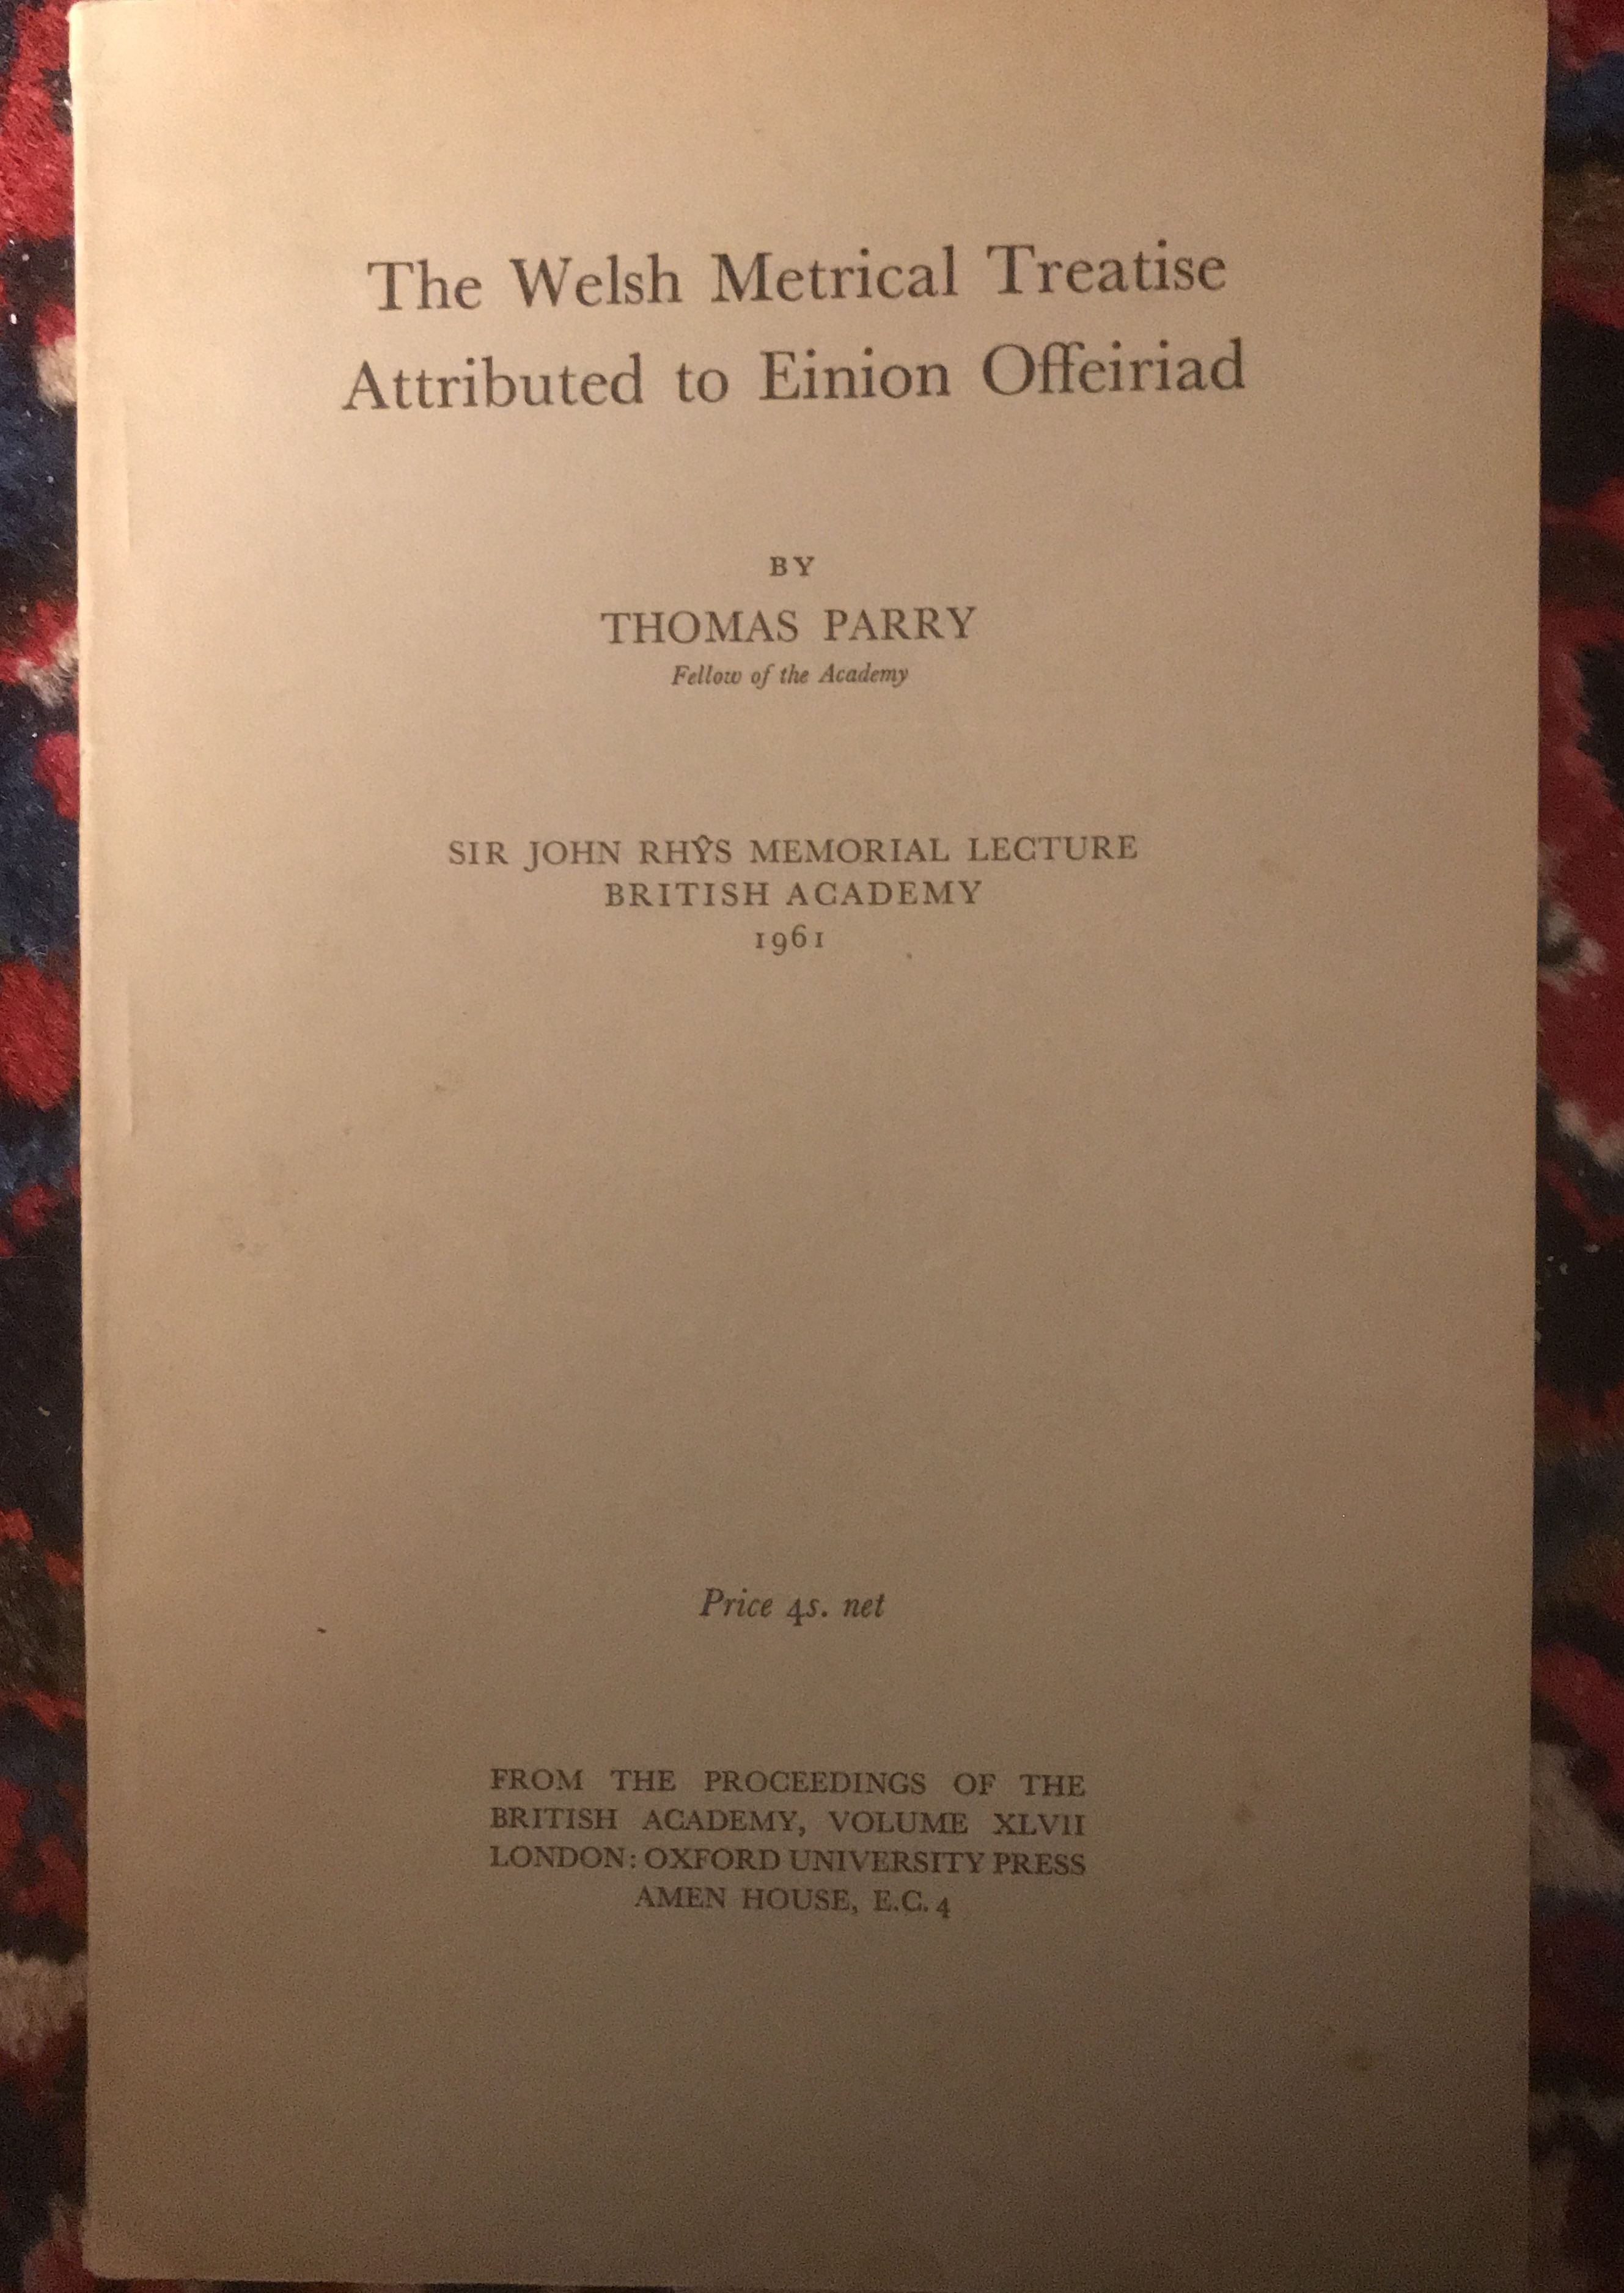 The Welsh Metrical Treatise
Attributed to Einion Offeiriad
BY
THOMAS PARRY
Fellow of the Academy
SIR JOHN RHŶS MEMORIAL LECTURE
BRITISH ACADEMY
1961
Price 4s. net
FROM THE PROCEEDINGS OF THE
BRITISH ACADEMY, VOLUME XLVII
LONDON: OXFORD UNIVERSITY PRESS
AMEN HOUSE, E.C. 4